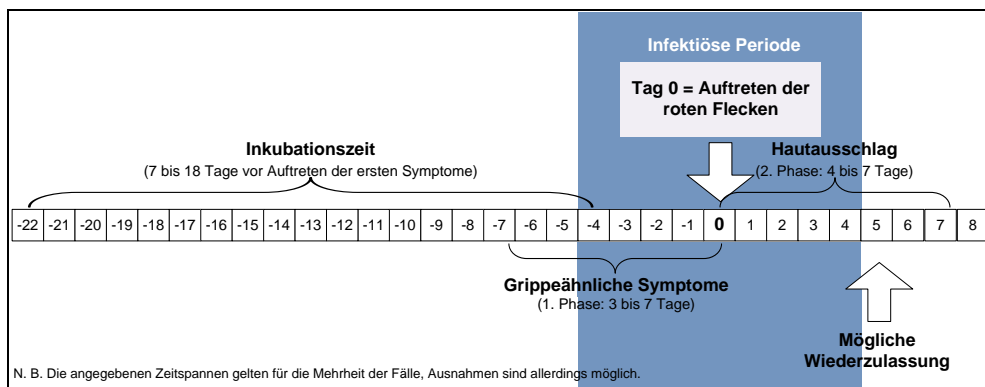 Infektiöse Periode
Tag 0 = Auftreten der
roten Flecken
Inkubationszeit
(7 bis 18 Tage vor Auftreten der ersten Symptome)
Hautausschlag
(2. Phase: 4 bis 7 Tage)
-22 -21 -20 -19 -18 -17 -16 -15 -14 -13 -12 -11 -10 -9 -8 -7 -6 -5 -4 -3 -2 -1 0 1 2 3 4 5 6 7 8
Grippeähnliche Symptome
(1. Phase: 3 bis 7 Tage)
Mögliche
Wiederzulassung
N. B. Die angegebenen Zeitspannen gelten für die Mehrheit der Fälle, Ausnahmen sind allerdings möglich.